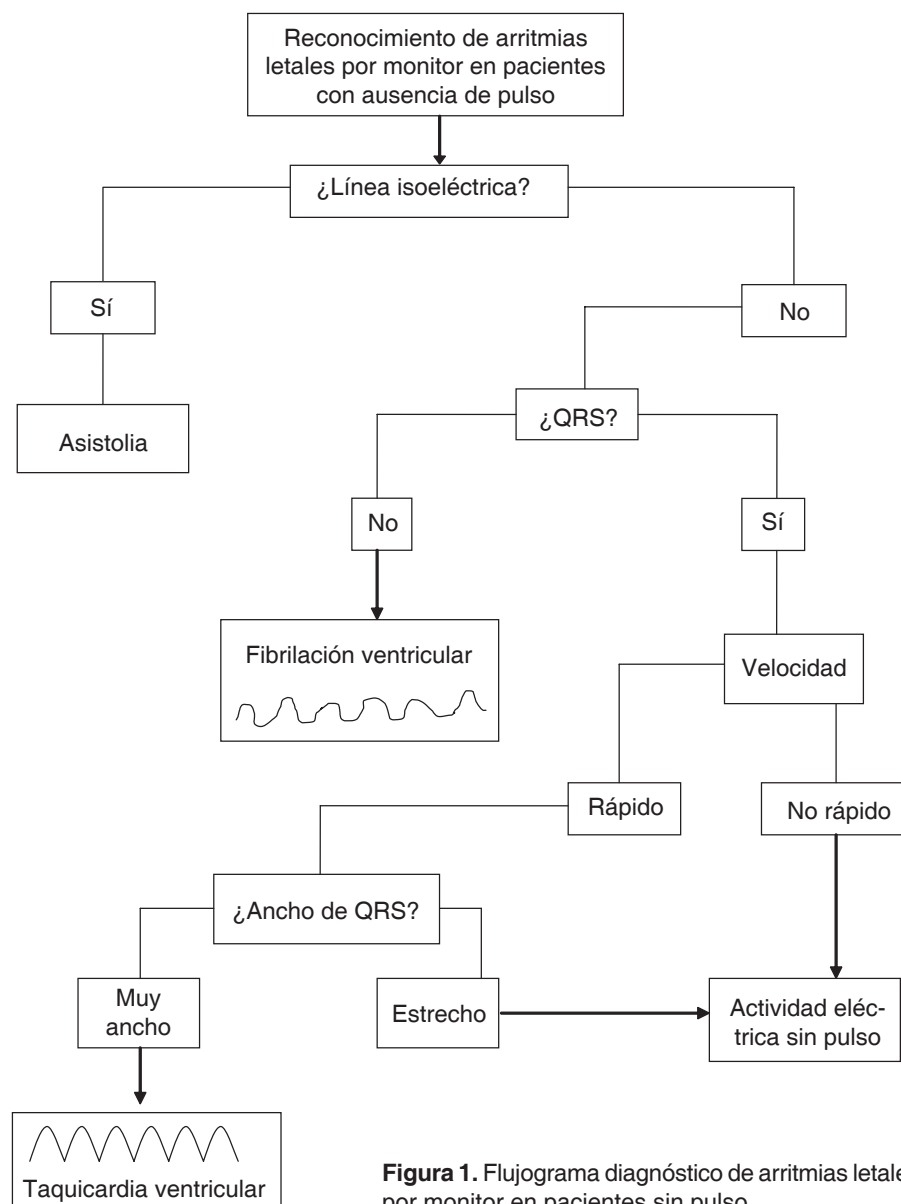 Reconocimiento de arritmias
letales por monitor en pacientes
con ausencia de pulso
¿Línea isoeléctrica?
Sí
No
Asistolia
¿QRS?
No
Sí
Fibrilación ventricular
Velocidad
Rápido
No rápido
¿Ancho de QRS?
Muy
ancho
Estrecho
Actividad eléc-
trica sin pulso
Taquicardia ventricular
Figura 1. Flujograma diagnóstico de arritmias letale
por monitor en pacientes sin pulso